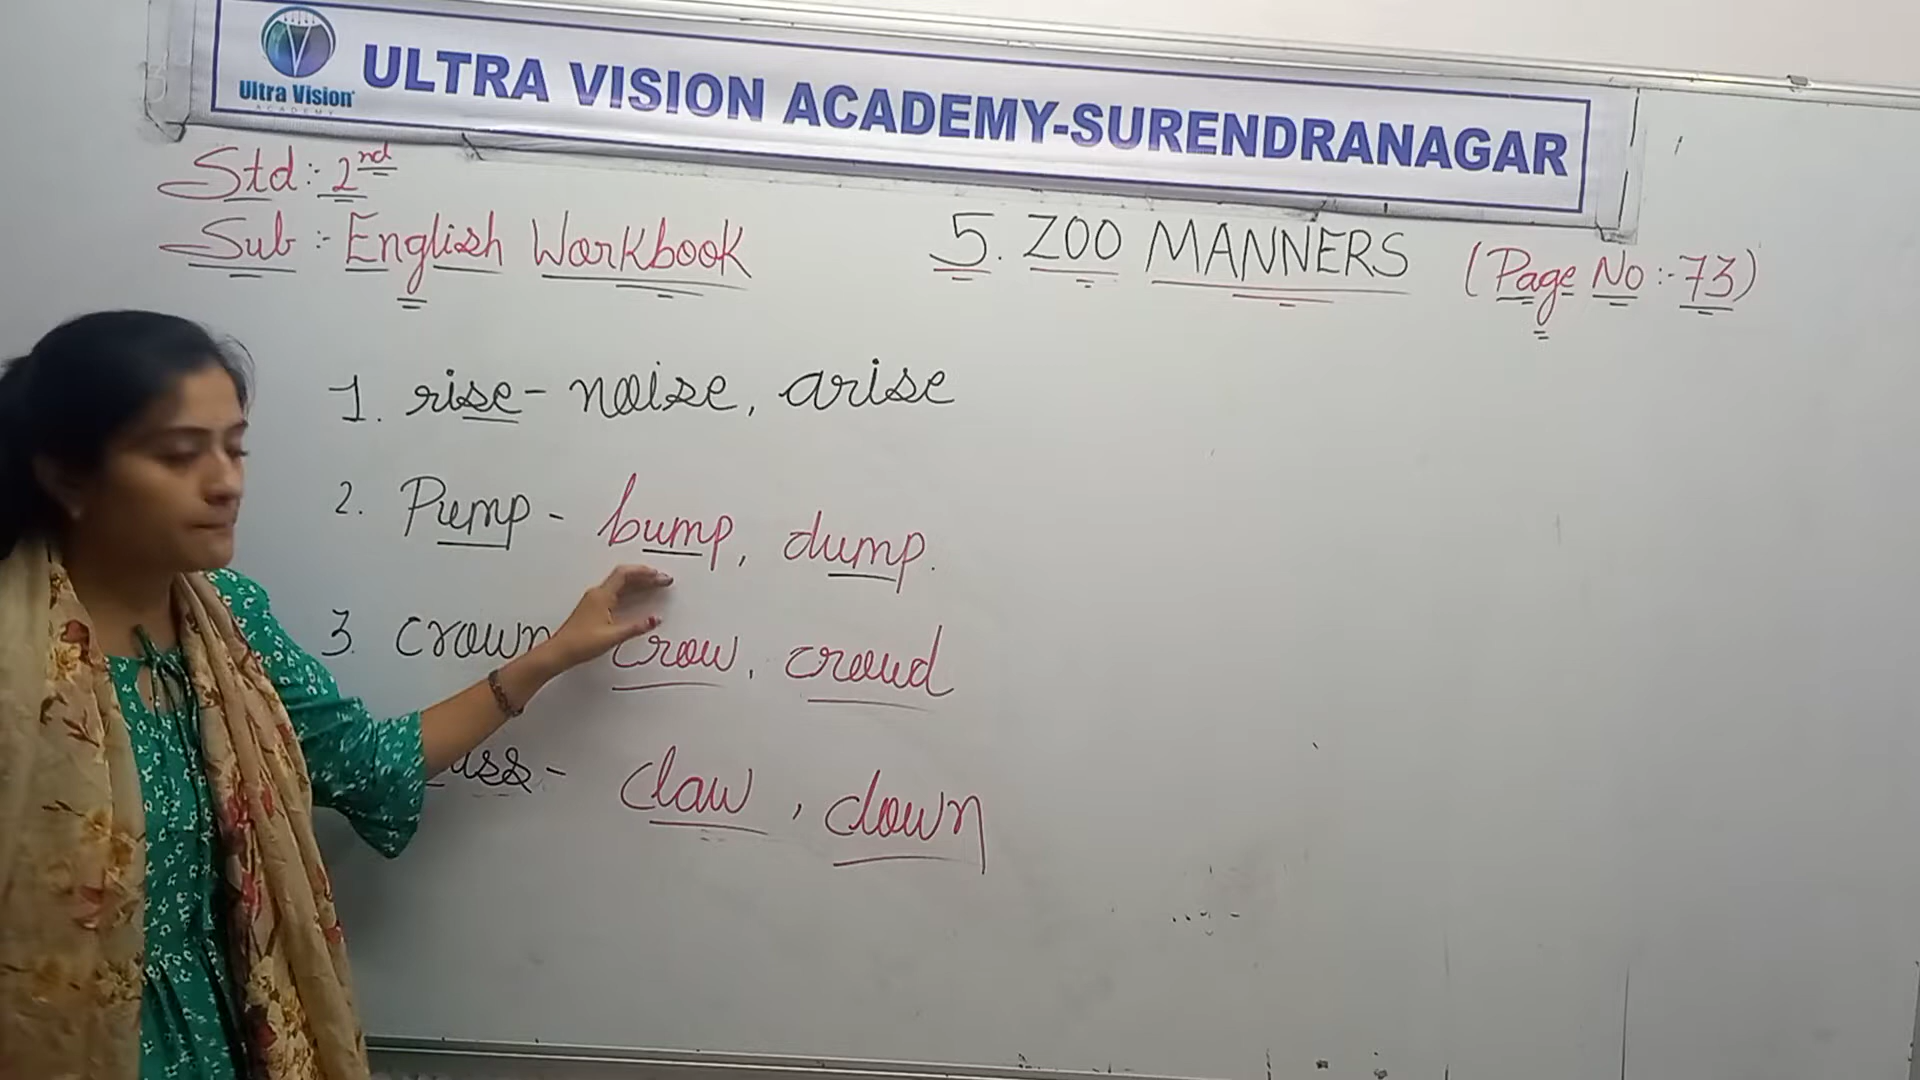 Ultra Vision
ACADEMY
ULTRA VISION ACADEMY-SURENDRANAGAR
Std:- 2nd
Sub:- English Workbook
5. ZOO MANNERS (Page No:- 73)
1. rise- noise, arise
2. Pump- bump, dump.
3. crown crow, crowd
claw, clown